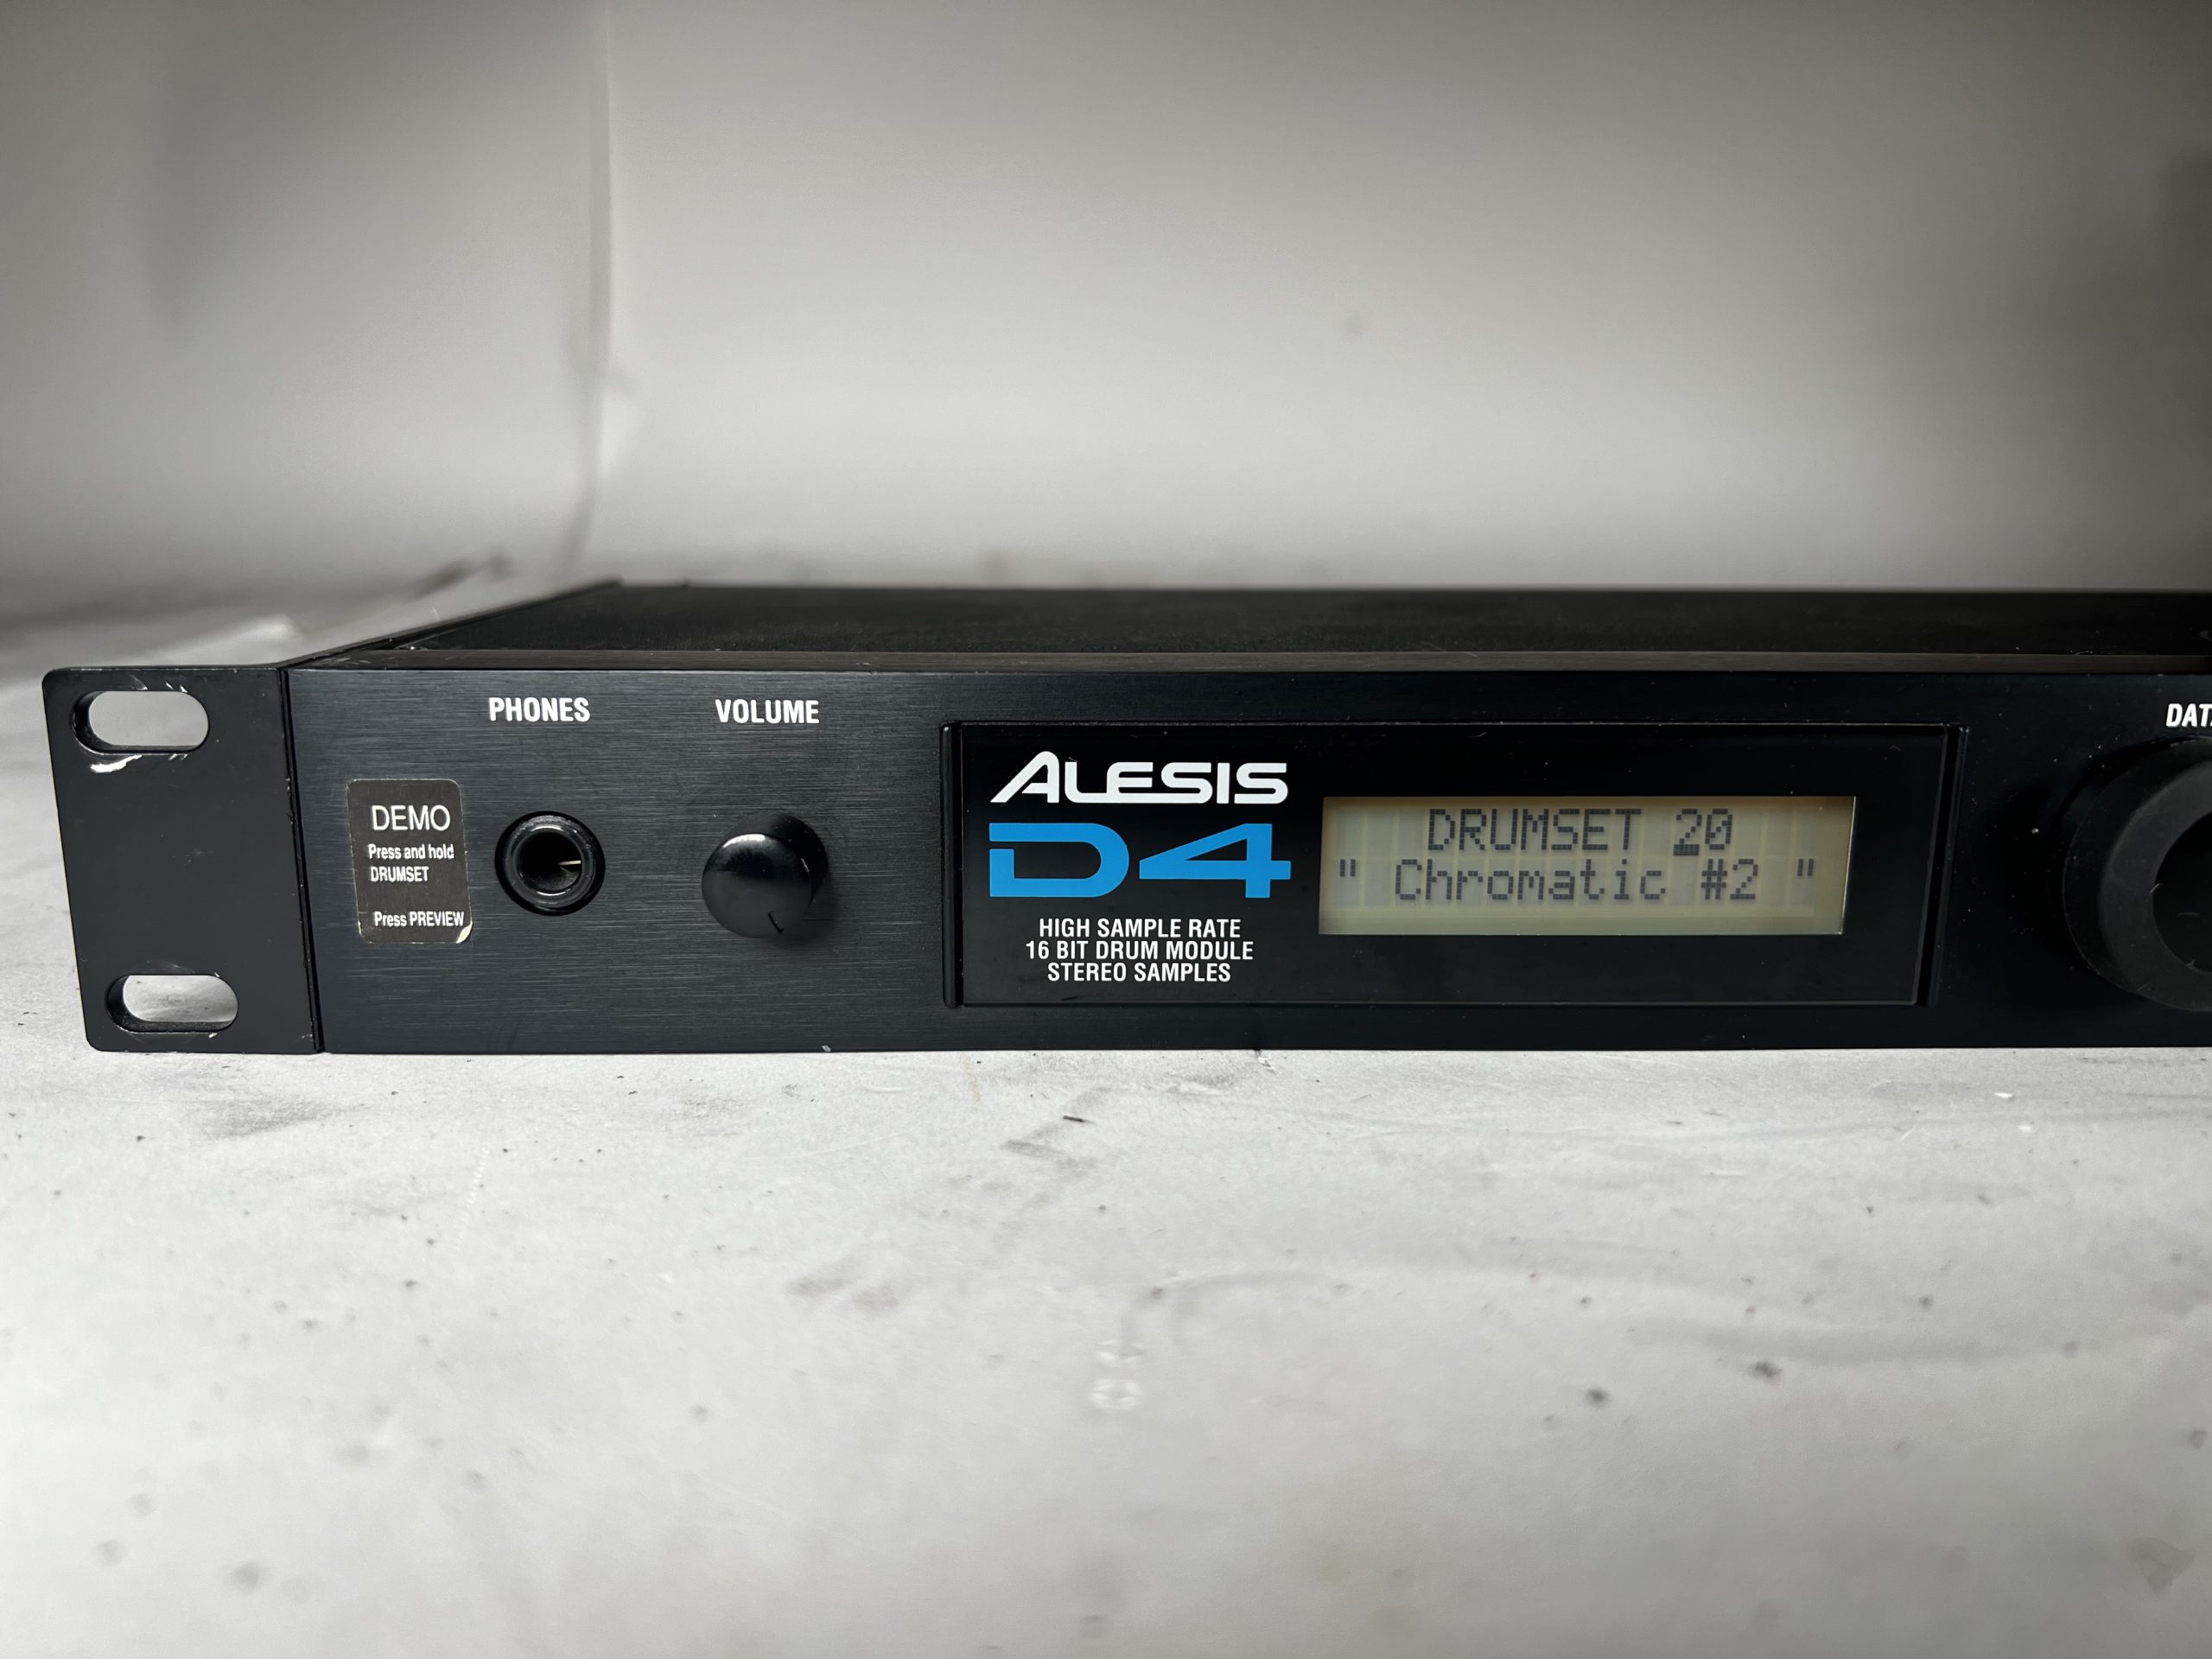 PHONES
VOLUME
DEMO
Press and hold
DRUMSET
Press PREVIEW
ALESIS
D4
HIGH SAMPLE RATE
16 BIT DRUM MODULE
STEREO SAMPLES
DRUMSET 20
" Chromatic #2 "